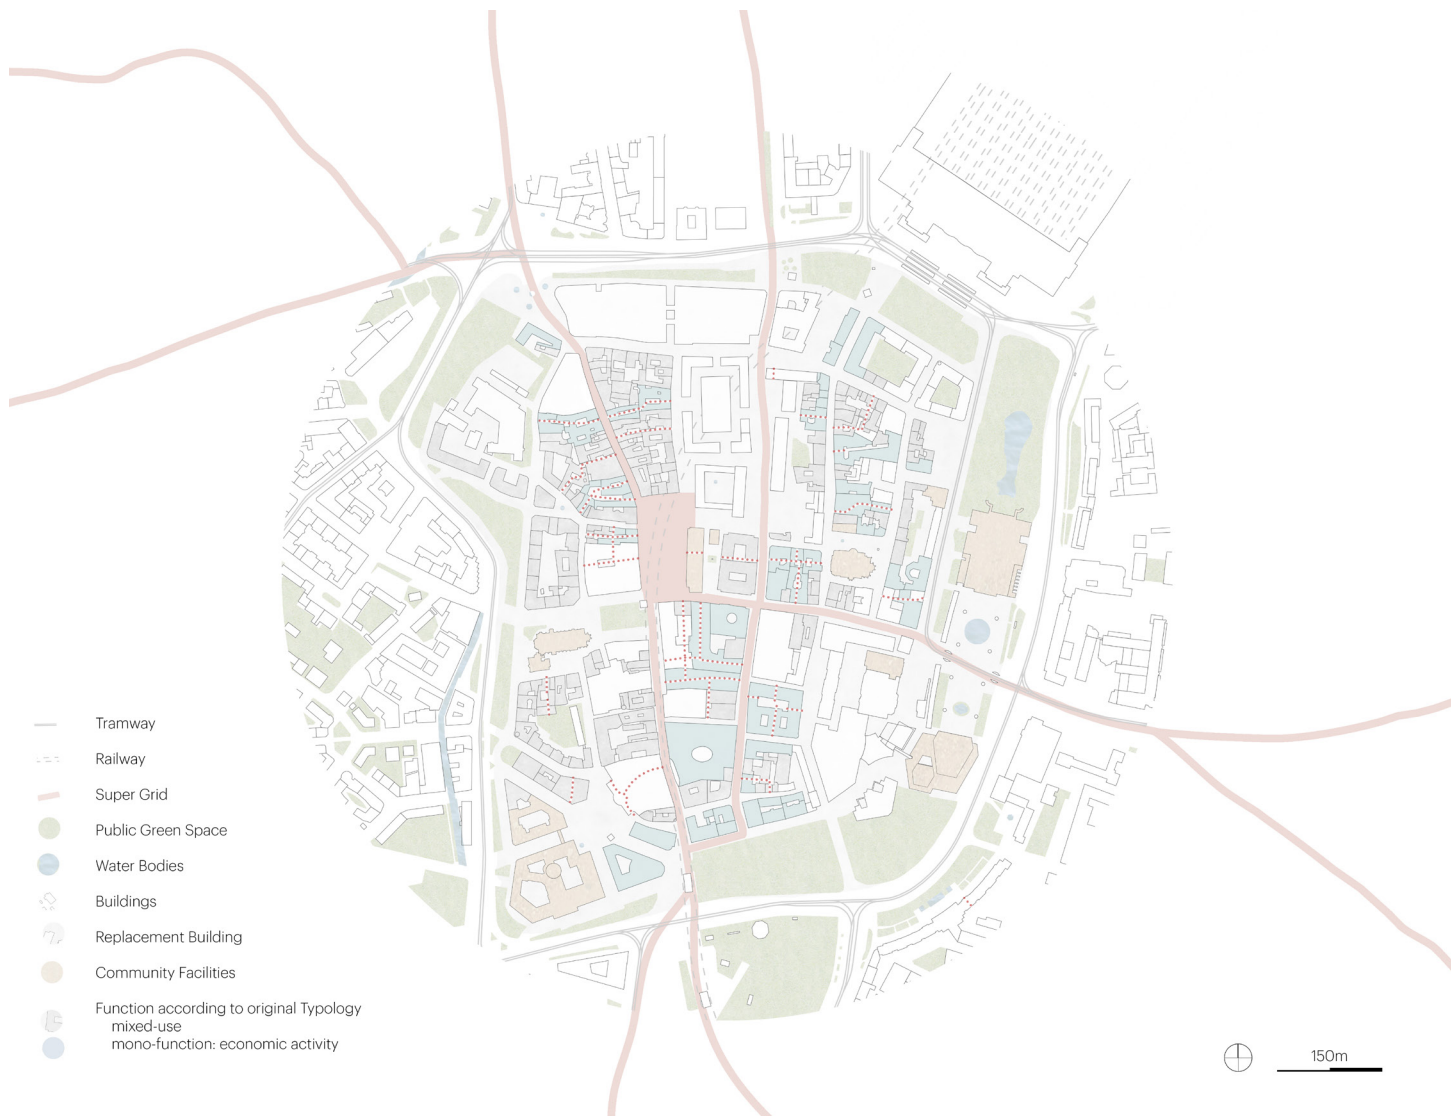 Tramway
Railway
Super Grid
Public Green Space
Water Bodies
Buildings
Replacement Building
Community Facilities
Function according to original Typology
mixed-use
mono-function: economic activity
150m